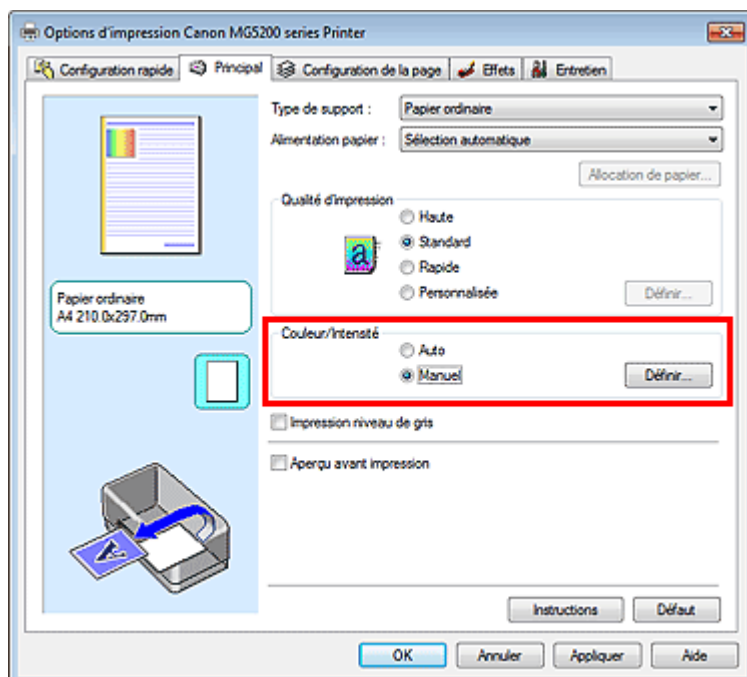 Options d'impression Canon MG5200 series Printer
Configuration rapide Principal Configuration de la page Effets Entretien
Type de support : Papier ordinaire
Alimentation papier : Sélection automatique
Allocation de papier...
Qualité d'impression
Haute
a Standard
Rapide
Personnalisée Définir...
Papier ordinaire
A4 210.0x297.0mm
Couleur/Intensité
Auto
Manuel Définir...
Impression niveau de gris
Aperçu avant impression
A
Instructions Défaut
OK Annuler Appliquer Aide